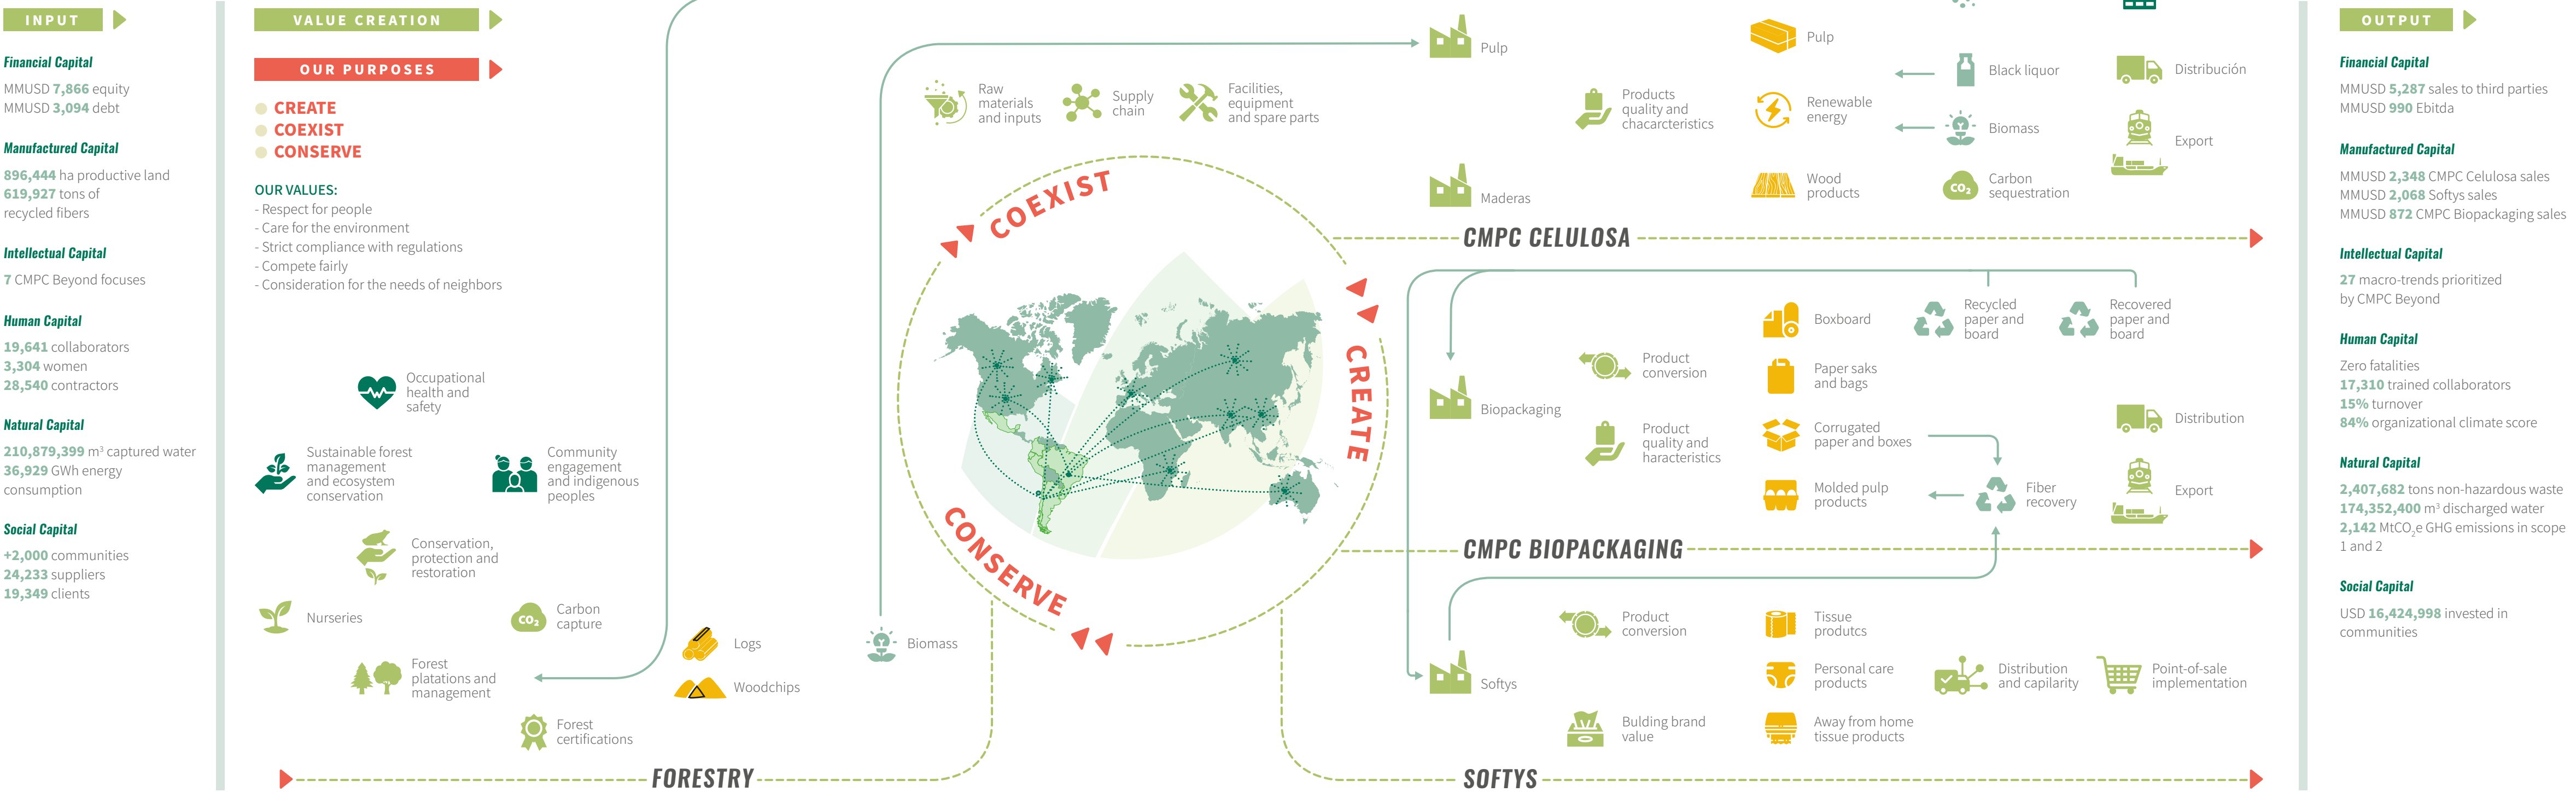 INPUT
Financial Capital
MMUSD 7,866 equity
MMUSD 3,094 debt
Manufactured Capital
896,444 ha productive land
619,927 tons of
recycled fibers
Intellectual Capital
7 CMPC Beyond focuses
Human Capital
19,641 collaborators
3,304 women
28,540 contractors
Natural Capital
210,879,399 m³ captured water
36,929 GWh energy
consumption
Social Capital
+2,000 communities
24,233 suppliers
19,349 clients
VALUE CREATION
OUR PURPOSES
CREATE
COEXIST
CONSERVE
OUR VALUES:
- Respect for people
- Care for the environment
- Strict compliance with regulations
- Compete fairly
- Consideration for the needs of neighbors
Occupational
health and
safety
Sustainable forest
management
and ecosystem
conservation
Community
engagement
and indigenous
peoples
Conservation,
protection and
restoration
Nurseries
CO₂
Carbon
capture
Forest
platations and
management
Forest
certifications
Logs
Woodchips
Biomass
FORESTRY
Raw
materials
and inputs
Supply
chain
Facilities,
equipment
and spare parts
COEXIST
CREATE
CONSERVE
Pulp
Maderas
Products
quality and
chacarcteristics
Pulp
Renewable
energy
Wood
products
Black liquor
Biomass
CO₂
Carbon
sequestration
Distribución
Export
CMPC CELULOSA
Biopackaging
Product
conversion
Product
quality and
haracteristics
Boxboard
Paper saks
and bags
Corrugated
paper and boxes
Molded pulp
products
Recycled
paper and
board
Recovered
paper and
board
Fiber
recovery
Distribution
Export
CMPC BIOPACKAGING
Softys
Product
conversion
Bulding brand
value
Tissue
produtcs
Personal care
products
Away from home
tissue products
Distribution
and capilarity
Point-of-sale
implementation
SOFTYS
OUTPUT
Financial Capital
MMUSD 5,287 sales to third parties
MMUSD 990 Ebitda
Manufactured Capital
MMUSD 2,348 CMPC Celulosa sales
MMUSD 2,068 Softys sales
MMUSD 872 CMPC Biopackaging sales
Intellectual Capital
27 macro-trends prioritized
by CMPC Beyond
Human Capital
Zero fatalities
17,310 trained collaborators
15% turnover
84% organizational climate score
Natural Capital
2,407,682 tons non-hazardous waste
174,352,400 m³ discharged water
2,142 MtCO₂e GHG emissions in scope
1 and 2
Social Capital
USD 16,424,998 invested in
communities